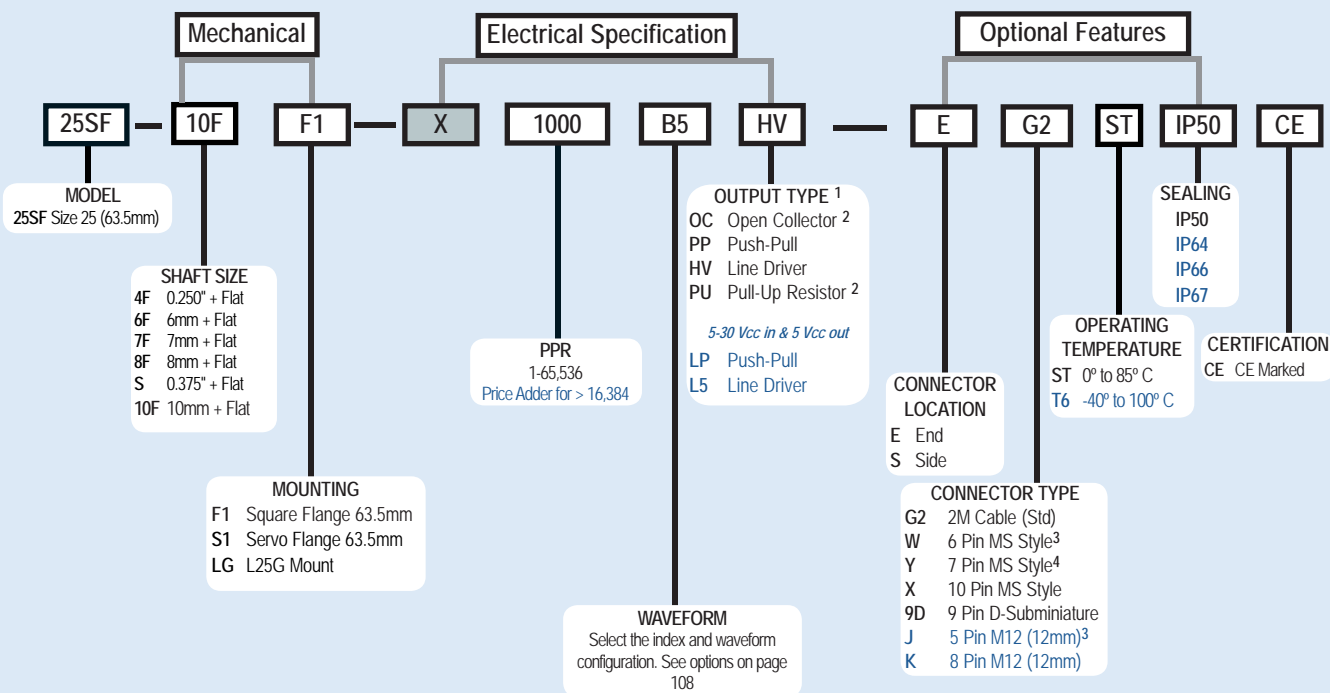 Mechanical
Electrical Specification
Optional Features
25SF
10F
F1
X
1000
B5
HV
E
G2
ST
IP50
CE
MODEL
25SF Size 25 (63.5mm)
SHAFT SIZE
4F 0.250" + Flat
6F 6mm + Flat
7F 7mm + Flat
8F 8mm + Flat
S 0.375" + Flat
10F 10mm + Flat
MOUNTING
F1 Square Flange 63.5mm
S1 Servo Flange 63.5mm
LG L25G Mount
PPR
1-65,536
Price Adder for > 16,384
WAVEFORM
Select the index and waveform
configuration. See options on page
108
OUTPUT TYPE 1
OC Open Collector 2
PP Push-Pull
HV Line Driver
PU Pull-Up Resistor 2
5-30 Vcc in & 5 Vcc out
LP Push-Pull
L5 Line Driver
CONNECTOR
LOCATION
E End
S Side
CONNECTOR TYPE
G2 2M Cable (Std)
W 6 Pin MS Style3
Y 7 Pin MS Style4
X 10 Pin MS Style
9D 9 Pin D-Subminiature
J 5 Pin M12 (12mm)3
K 8 Pin M12 (12mm)
OPERATING
TEMPERATURE
ST 0º to 85º C
T6 -40º to 100º C
SEALING
IP50
IP64
IP66
IP67
CERTIFICATION
CE CE Marked